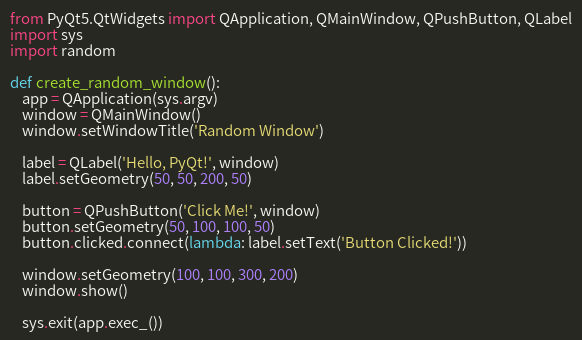 from PyQt5.QtWidgets import QApplication, QMainWindow, QPushButton, QLabel
import sys
import random

def create_random_window():
    app = QApplication(sys.argv)
    window = QMainWindow()
    window.setWindowTitle('Random Window')

    label = QLabel('Hello, PyQt!', window)
    label.setGeometry(50, 50, 200, 50)

    button = QPushButton('Click Me!', window)
    button.setGeometry(50, 100, 100, 50)
    button.clicked.connect(lambda: label.setText('Button Clicked!'))

    window.setGeometry(100, 100, 300, 200)
    window.show()

    sys.exit(app.exec_())